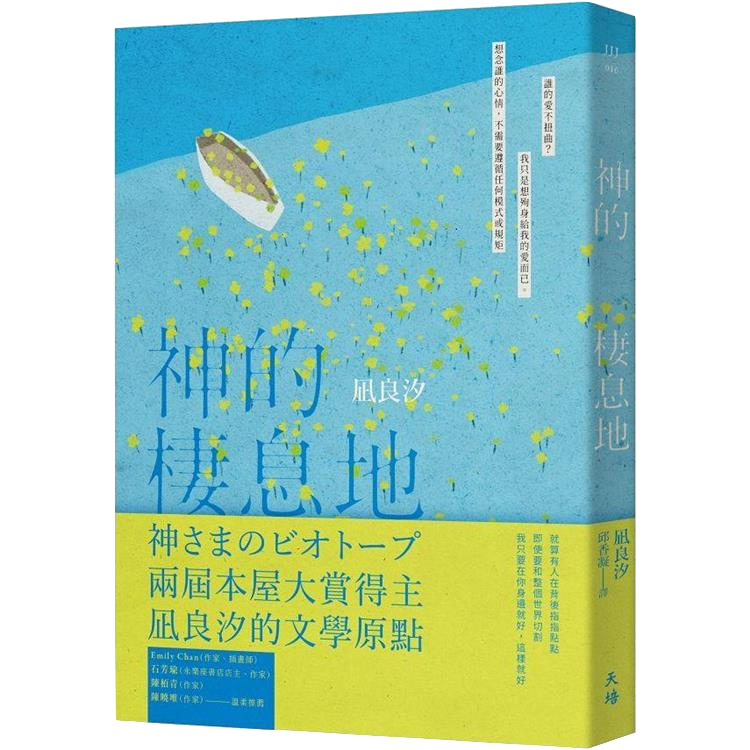 誰的愛不扭曲？
我只是想殉身給我的愛而已。
想念誰的心情，不需要遵循任何模式或規矩
神的
棲息地
凪良汐
神さまのビオトープ
兩屆本屋大賞得主
凪良汐的文學原點
就算有人在背後指指點點
即使要和整個世界切割
我只要在你身邊就好，這樣就好
Emily Chan（作家、插畫師）
石芳瑜（永樂座書店店主、作家）
陳栢青（作家）
陳曉唯（作家）——溫柔推薦
JJJ
016
神的
棲息地
凪良汐
邱香凝——譯
天培